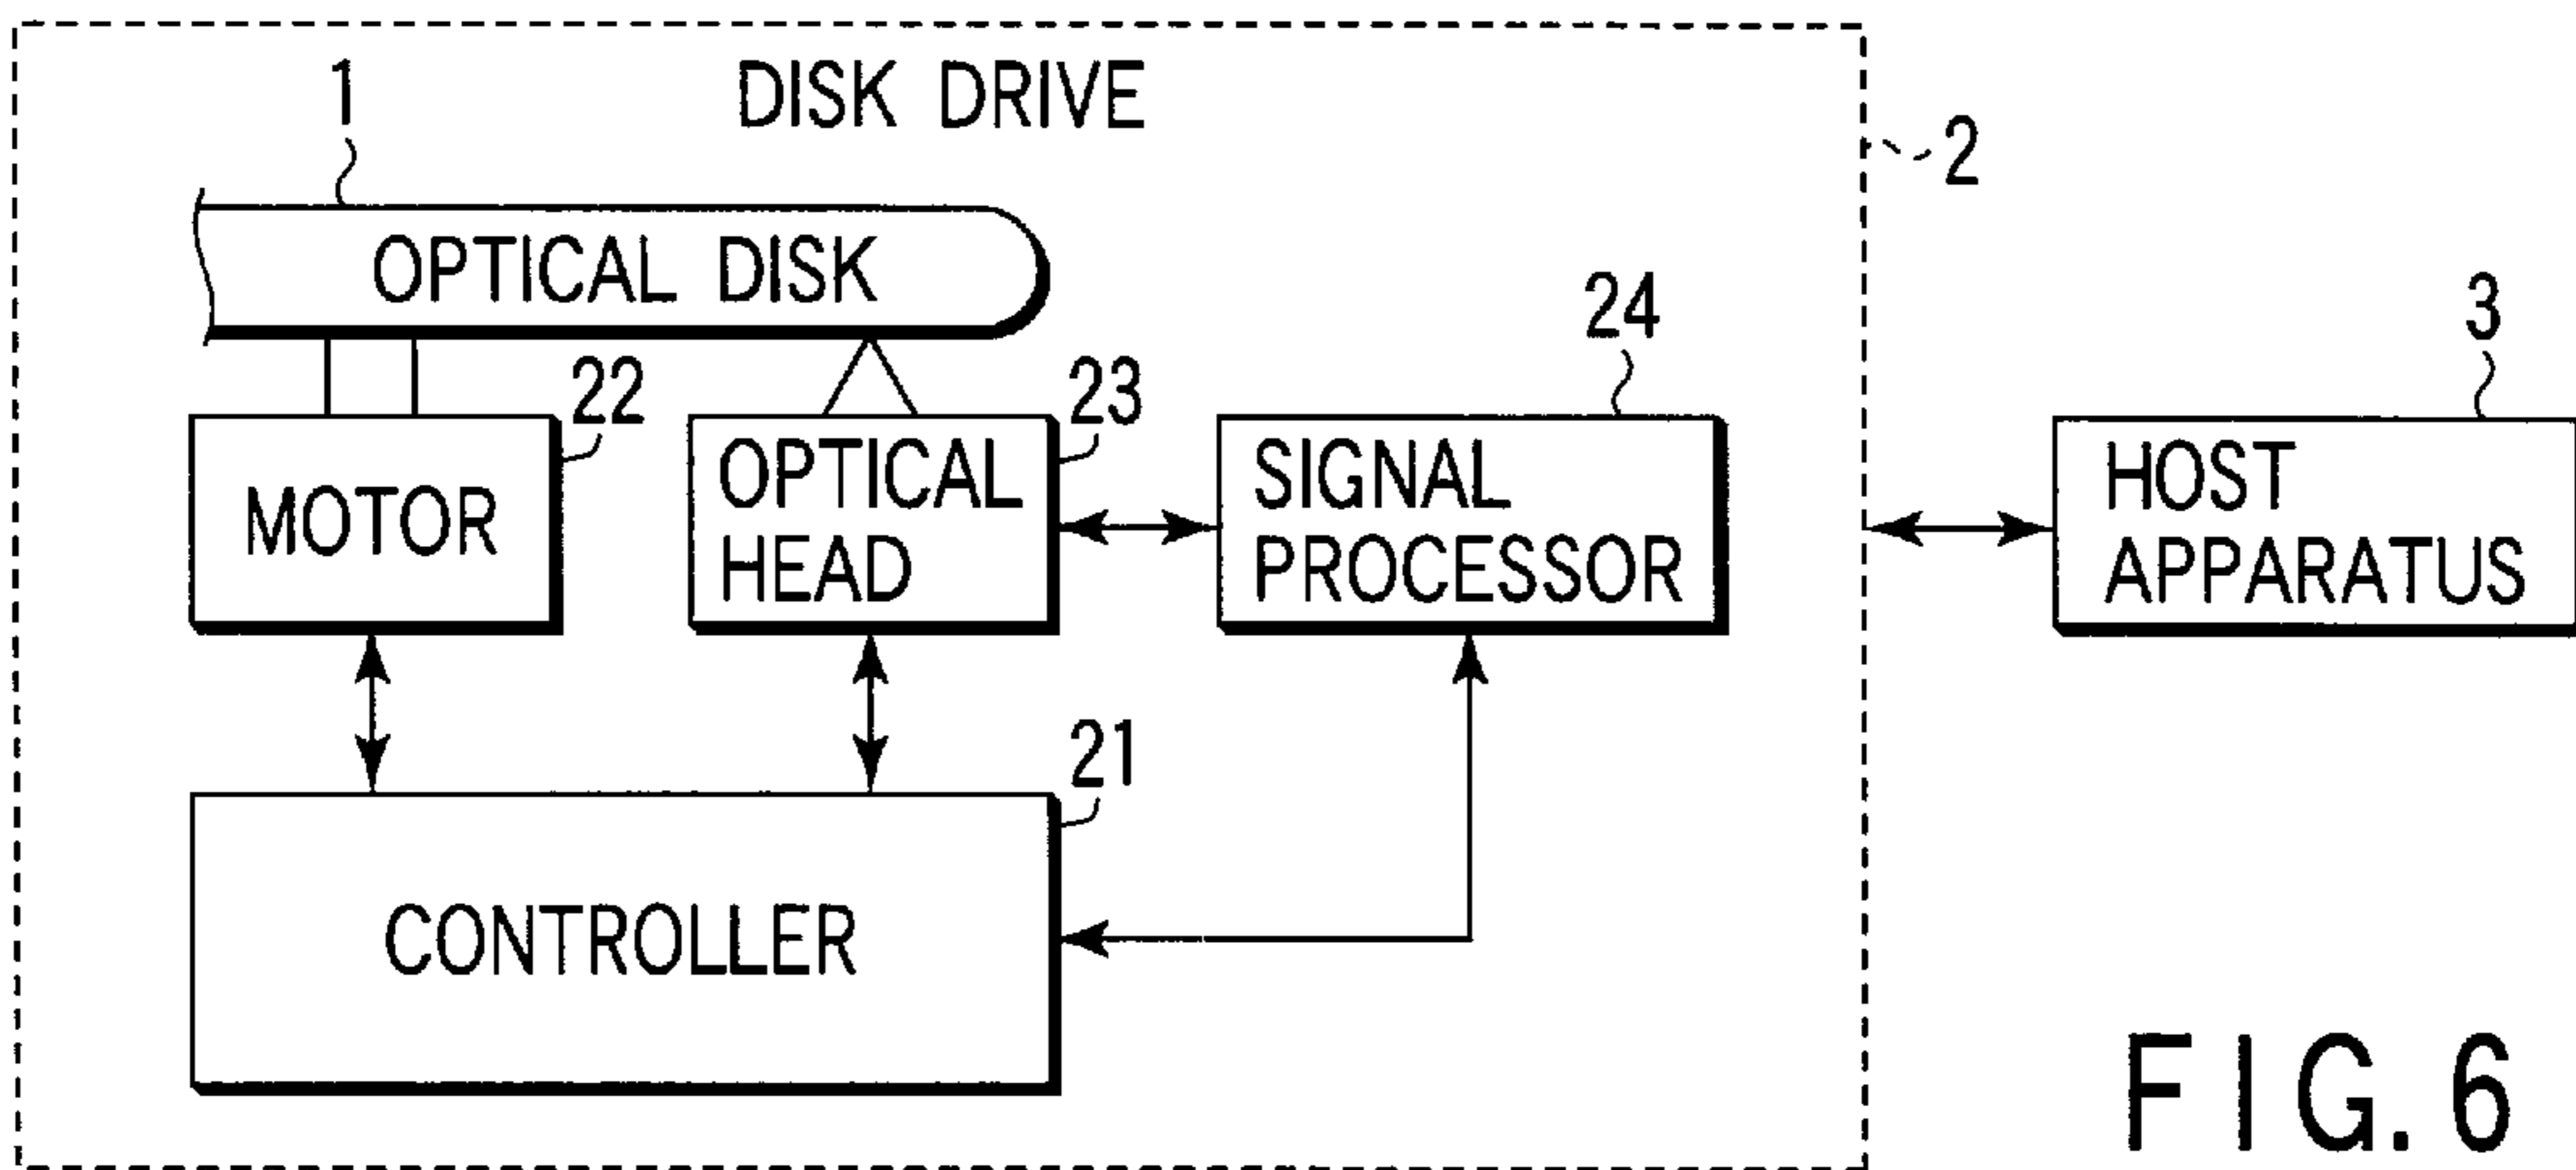 DISK DRIVE
1
2
OPTICAL DISK
24
3
22
23
MOTOR
OPTICAL
HEAD
SIGNAL
PROCESSOR
HOST
APPARATUS
21
CONTROLLER
FIG. 6